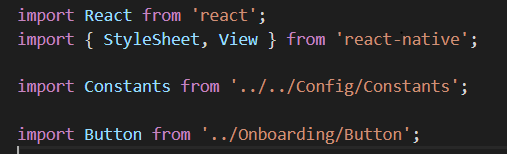 import React from 'react';
import { StyleSheet, View } from 'react-native';
import Constants from '../../Config/Constants';
import Button from '../Onboarding/Button';